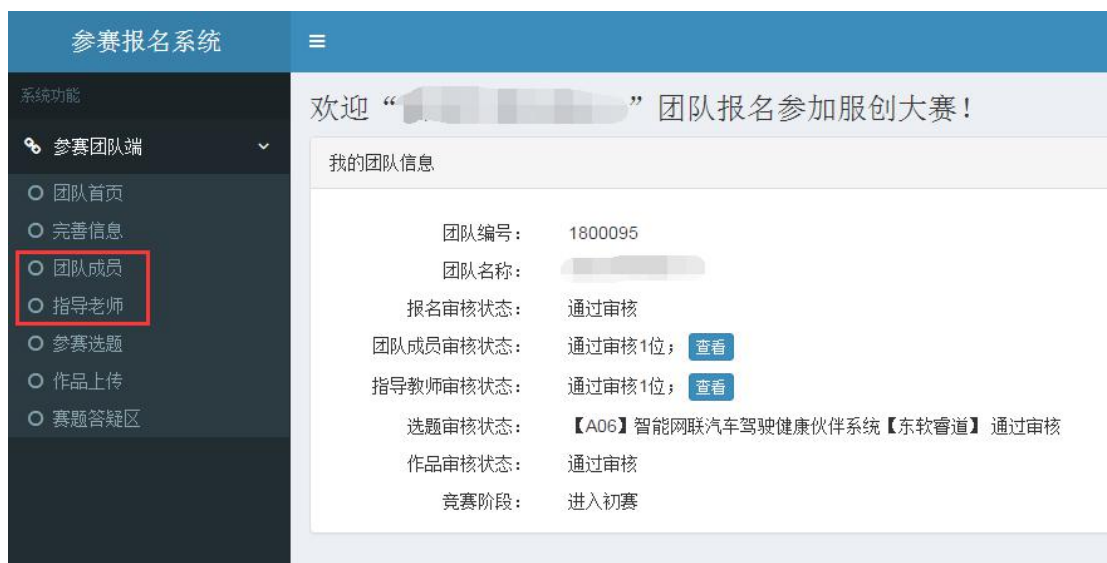 参赛报名系统
系统功能
参赛团队端
团队首页
完善信息
团队成员
指导老师
参赛选题
作品上传
赛题答疑区
欢迎“ ”团队报名参加服创大赛！
我的团队信息
团队编号： 1800095
团队名称：
报名审核状态： 通过审核
团队成员审核状态： 通过审核1位； 查看
指导教师审核状态： 通过审核1位； 查看
选题审核状态： 【A06】智能网联汽车驾驶健康伙伴系统【东软睿道】 通过审核
作品审核状态： 通过审核
竞赛阶段： 进入初赛